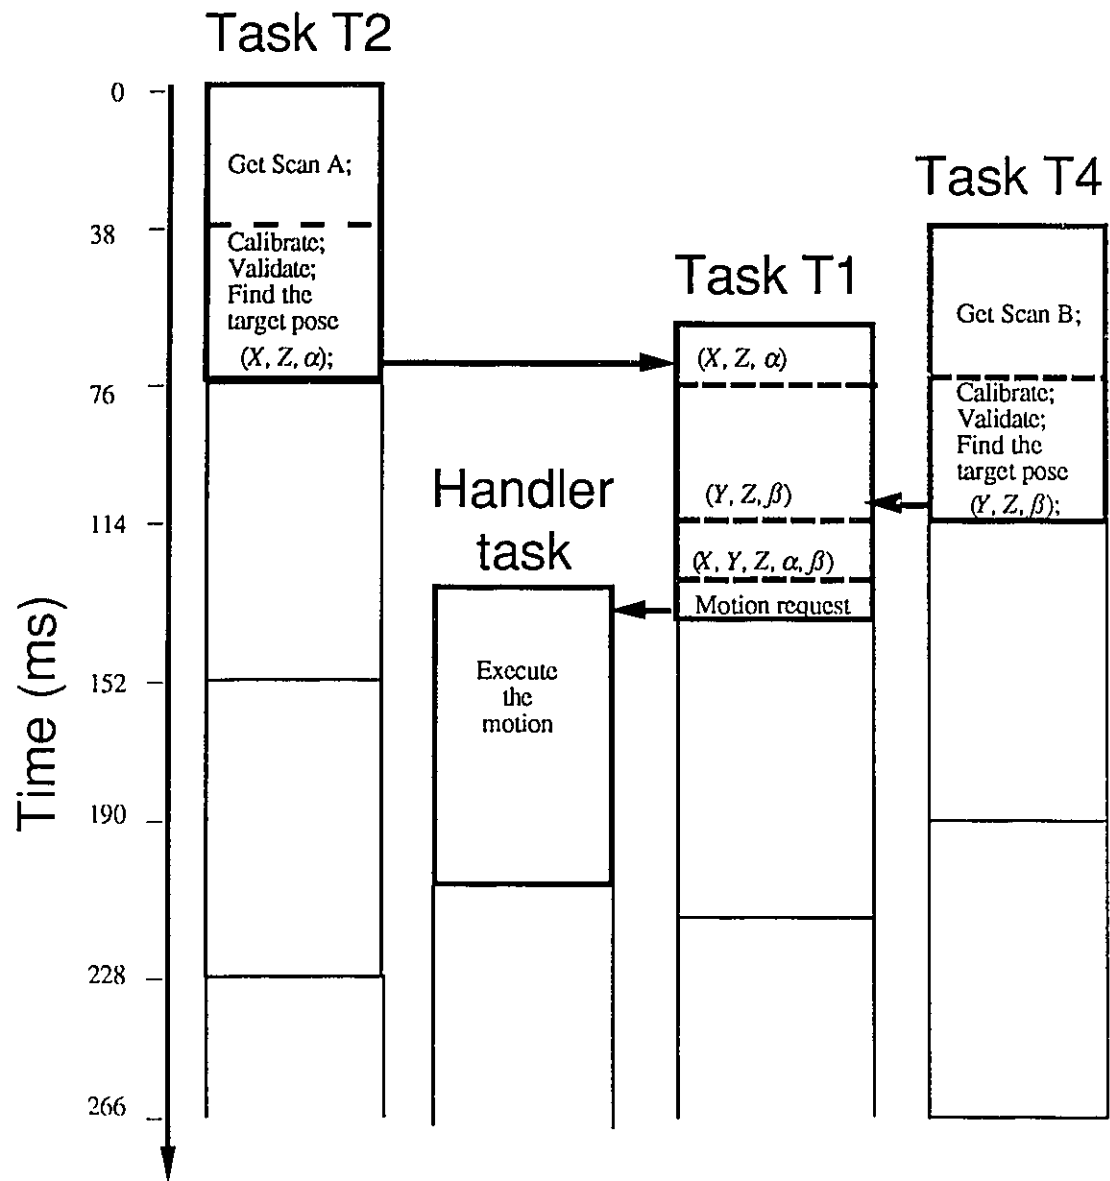 Task T2
0
Get Scan A;
Task T4
38
Calibrate;
Validate;
Find the
target pose
(X, Z, α);
Task T1
Get Scan B;
(X, Z, α)
76
Calibrate;
Validate;
Find the
target pose
(Y, Z, β);
Handler
task
(Y, Z, β)
114
(X, Y, Z, α, β)
Motion request
Execute
the
motion
Time (ms)
152
190
228
266